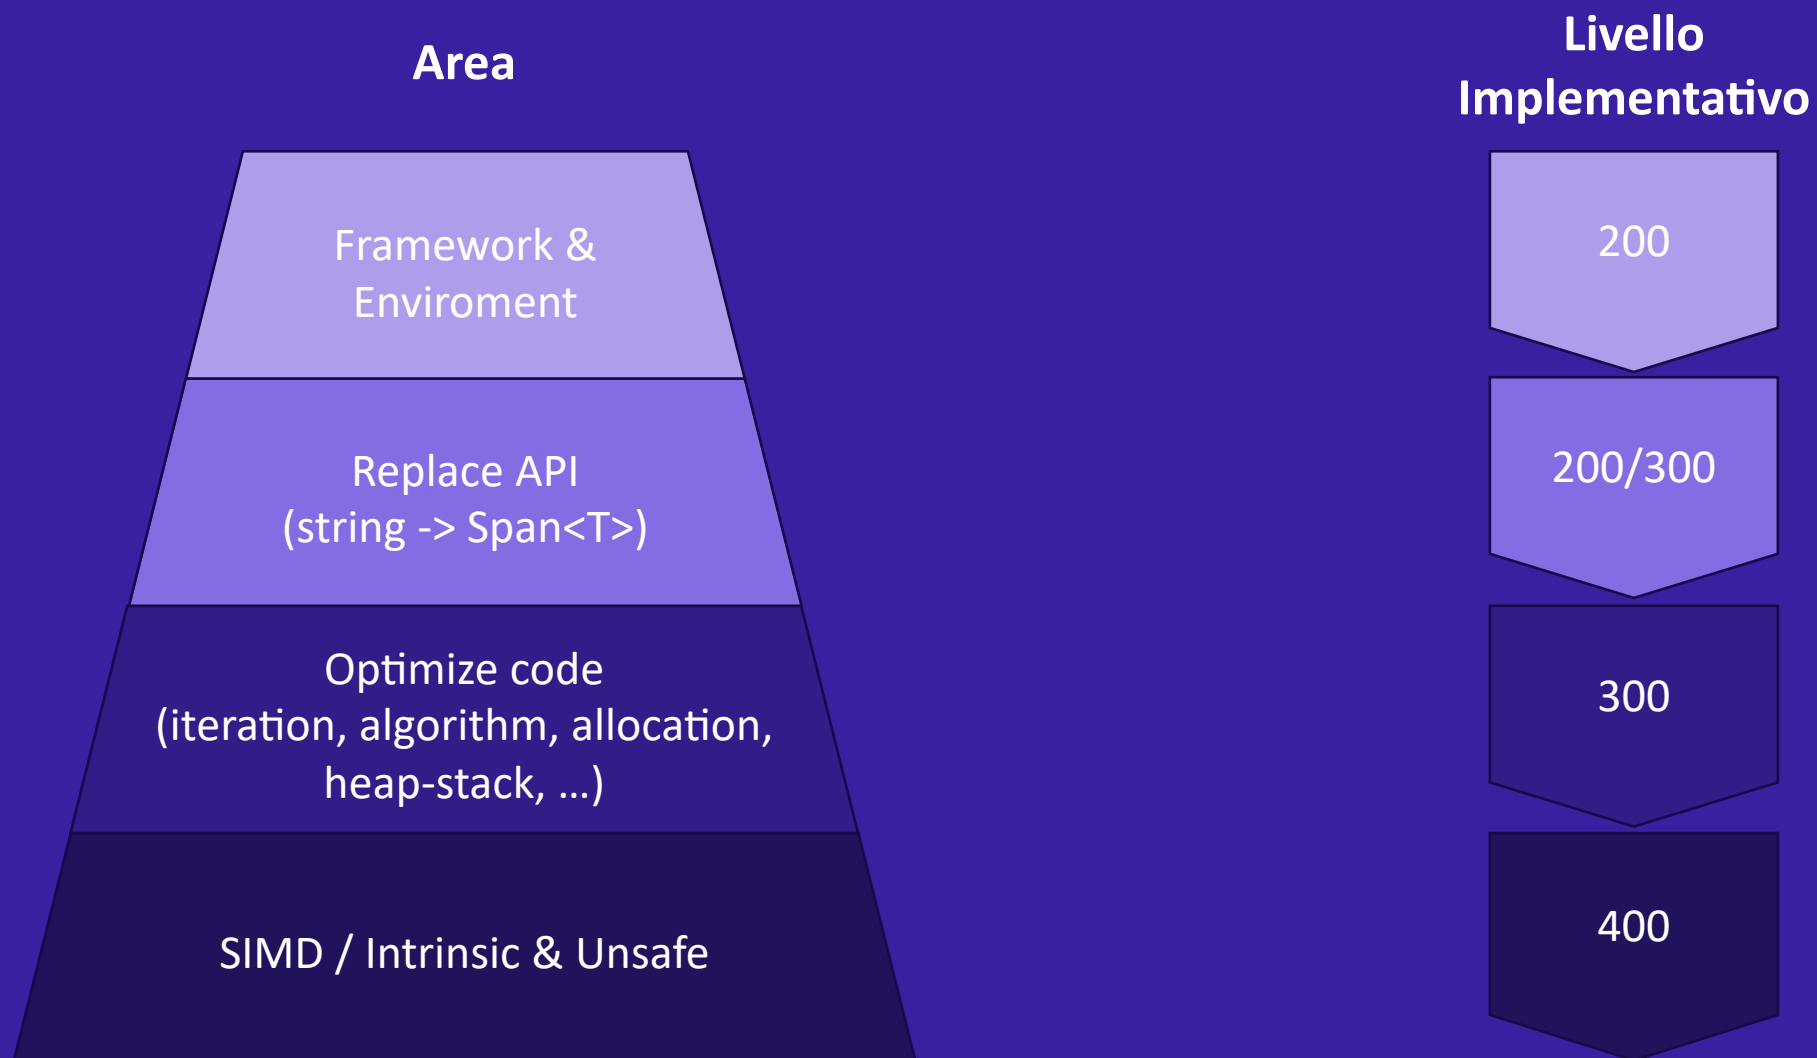 Area
Livello
Implementativo
Framework &
Enviroment
200
Replace API
(string -> Span<T>)
200/300
Optimize code
(iteration, algorithm, allocation,
heap-stack, …)
300
SIMD / Intrinsic & Unsafe
400